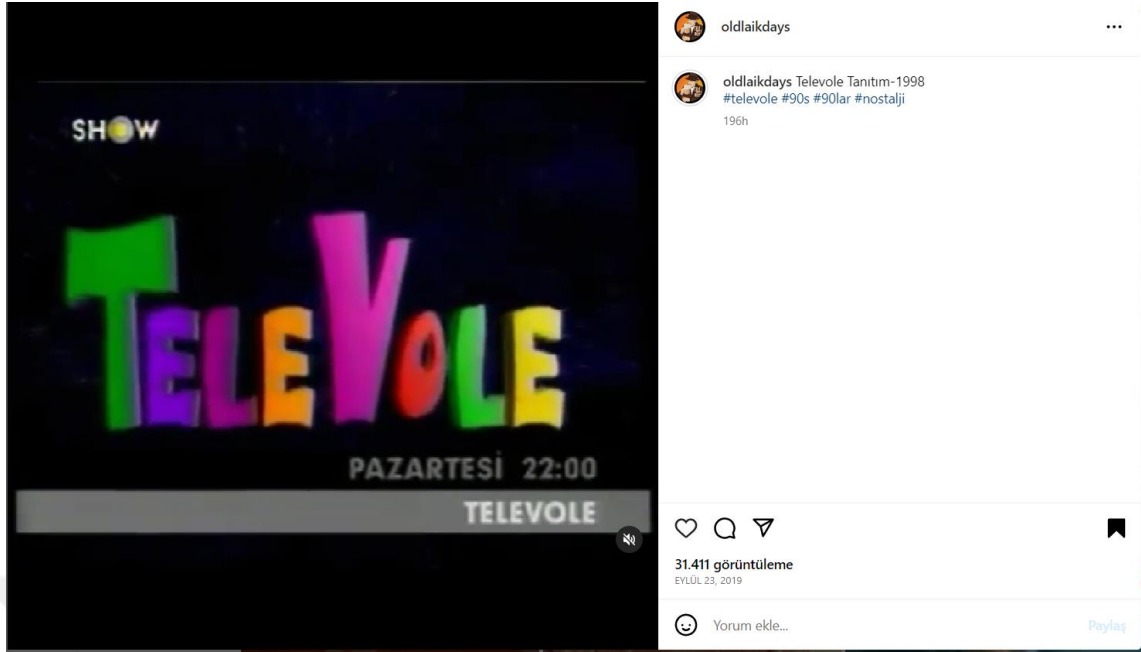 SHOW
TELEVOLE
PAZARTESİ 22:00
TELEVOLE
oldlaikdays
oldlaikdays Televole Tanıtım-1998
#televole #90s #90lar #nostalji
196h
31.411 görüntüleme
EYLÜL 23, 2019
Yorum ekle...
Paylaş